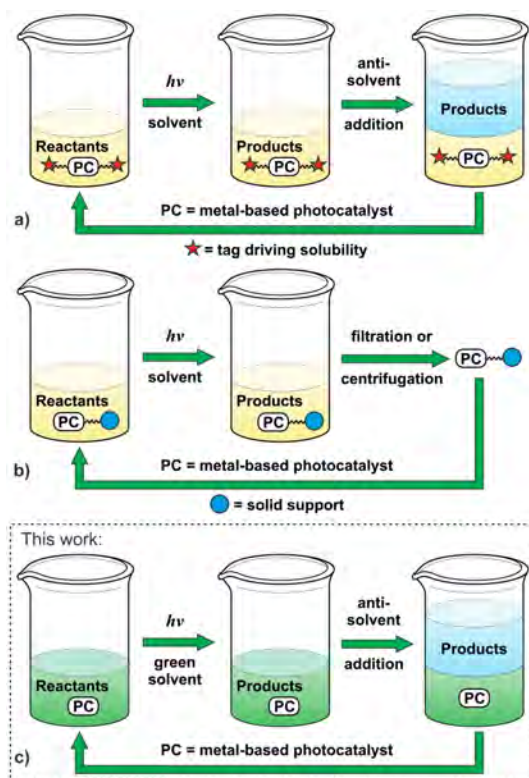 hν
solvent
anti-
solvent
addition
Reactants
PC
Products
PC
Products
PC
PC = metal-based photocatalyst
a)
= tag driving solubility
hν
solvent
filtration or
centrifugation
Reactants
PC
Products
PC
PC
PC = metal-based photocatalyst
b)
= solid support
This work:
hν
green
solvent
anti-
solvent
addition
Reactants
PC
Products
PC
Products
PC
PC = metal-based photocatalyst
c)